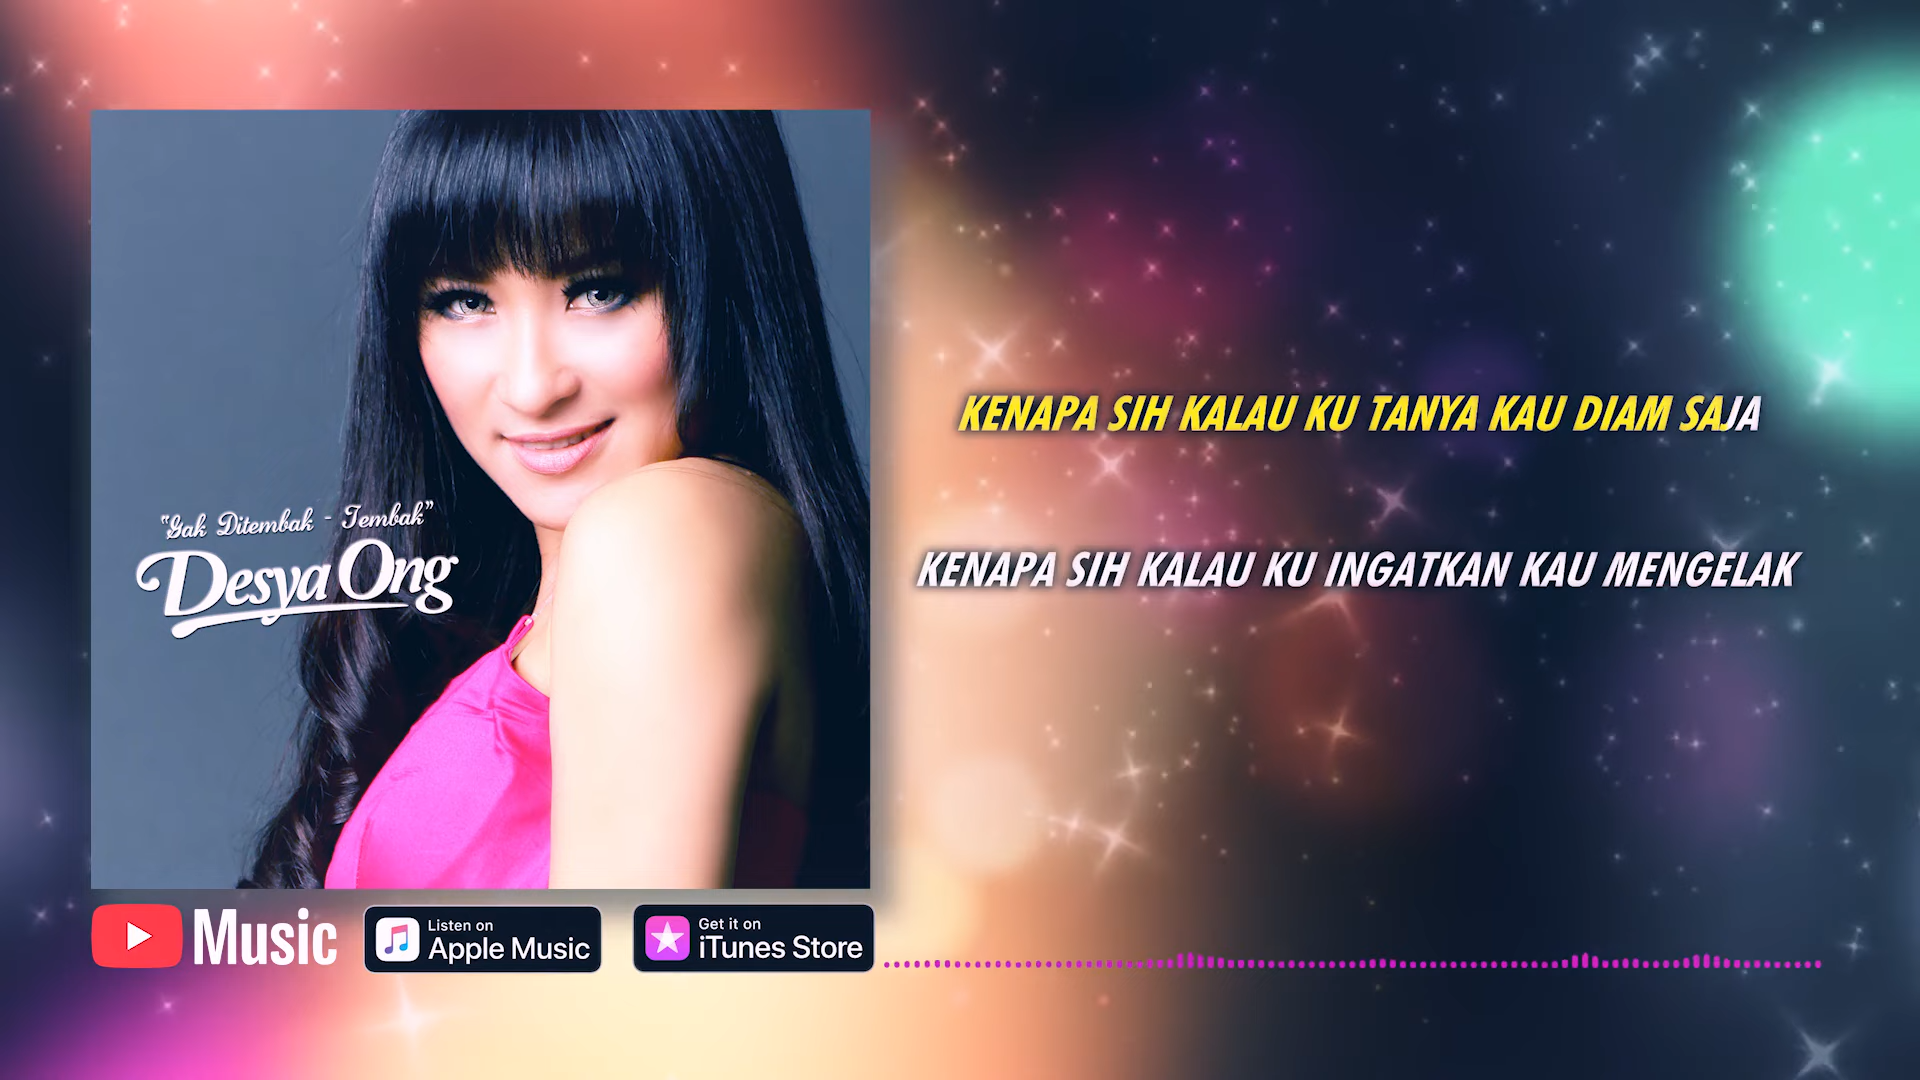 "Gak Ditembak - Tembak"
Desya Ong
KENAPA SIH KALAU KU TANYA KAU DIAM SAJA
KENAPA SIH KALAU KU INGATKAN KAU MENGELAK
Music
Listen on
Apple Music
Get it on
iTunes Store